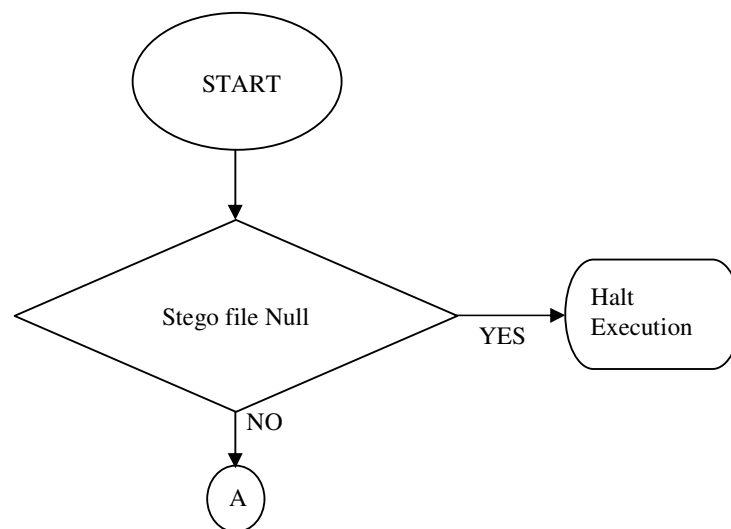 START
Stego file Null
Halt
Execution
YES
NO
A